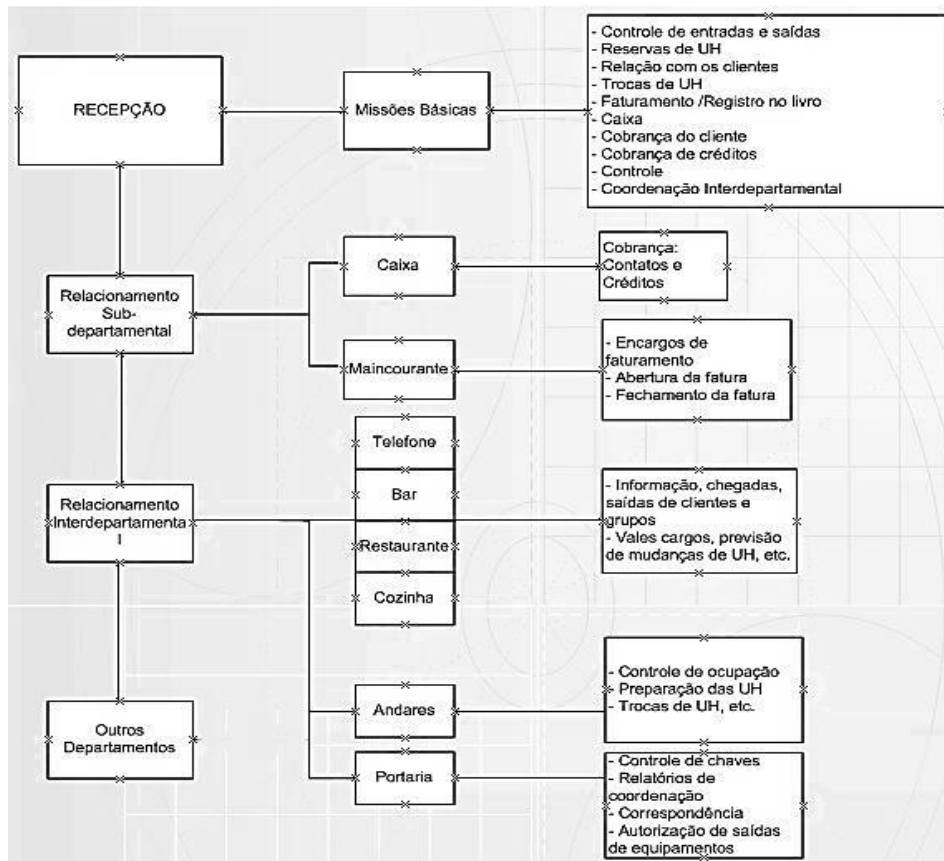 RECEPÇÃO
Missões Básicas
- Controle de entradas e saídas
- Reservas de UH
- Relação com os clientes
- Trocas de UH
- Faturamento /Registro no livro
- Caixa
- Cobrança do cliente
- Cobrança de créditos
- Controle
- Coordenação Interdepartamental
Relacionamento
Sub-
departamental
Caixa
Cobrança:
Contatos e
Créditos
Maincourante
- Encargos de
faturamento
- Abertura da fatura
- Fechamento da fatura
Relacionamento
Interdepartamenta
l
Telefone
Bar
Restaurante
Cozinha
- Informação, chegadas,
saídas de clientes e
grupos
- Vales cargos, previsão
de mudanças de UH, etc.
Outros
Departamentos
Andares
- Controle de ocupação
- Preparação das UH
- Trocas de UH, etc.
Portaria
- Controle de chaves
- Relatórios de
coordenação
- Correspondência
- Autorização de saídas
de equipamentos